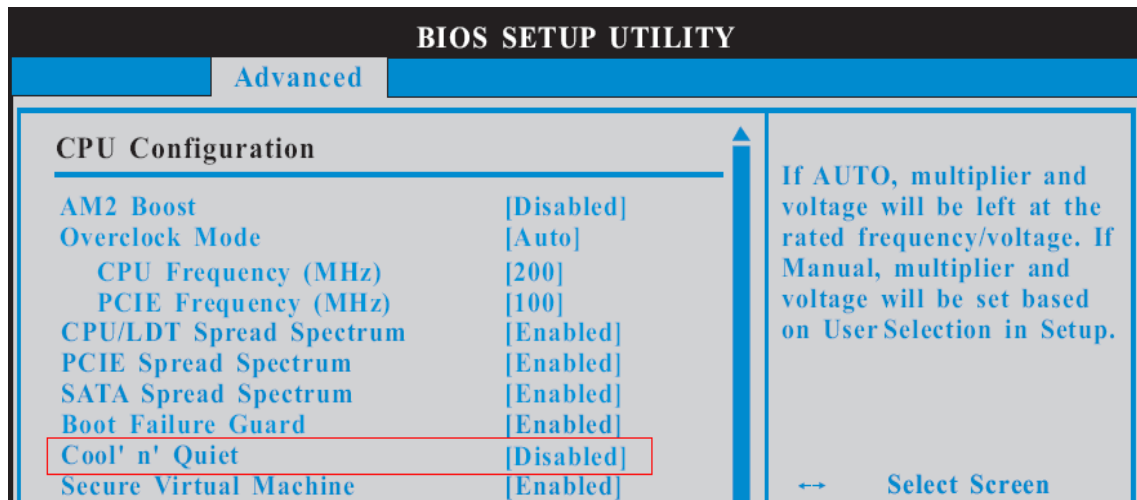 BIOS SETUP UTILITY
Advanced
CPU Configuration
AM2 Boost [Disabled]
Overclock Mode [Auto]
CPU Frequency (MHz) [200]
PCIE Frequency (MHz) [100]
CPU/LDT Spread Spectrum [Enabled]
PCIE Spread Spectrum [Enabled]
SATA Spread Spectrum [Enabled]
Boot Failure Guard [Enabled]
Cool' n' Quiet [Disabled]
Secure Virtual Machine [Enabled]
If AUTO, multiplier and
voltage will be left at the
rated frequency/voltage. If
Manual, multiplier and
voltage will be set based
on User Selection in Setup.
←→ Select Screen